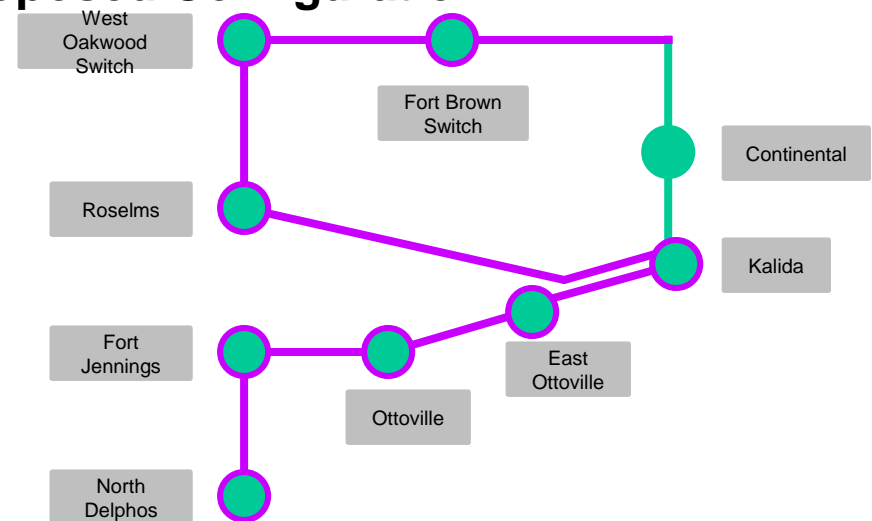 West
Oakwood
Switch
Fort Brown
Switch
Continental
Roselms
Kalida
Fort
Jennings
East
Ottoville
Ottoville
North
Delphos